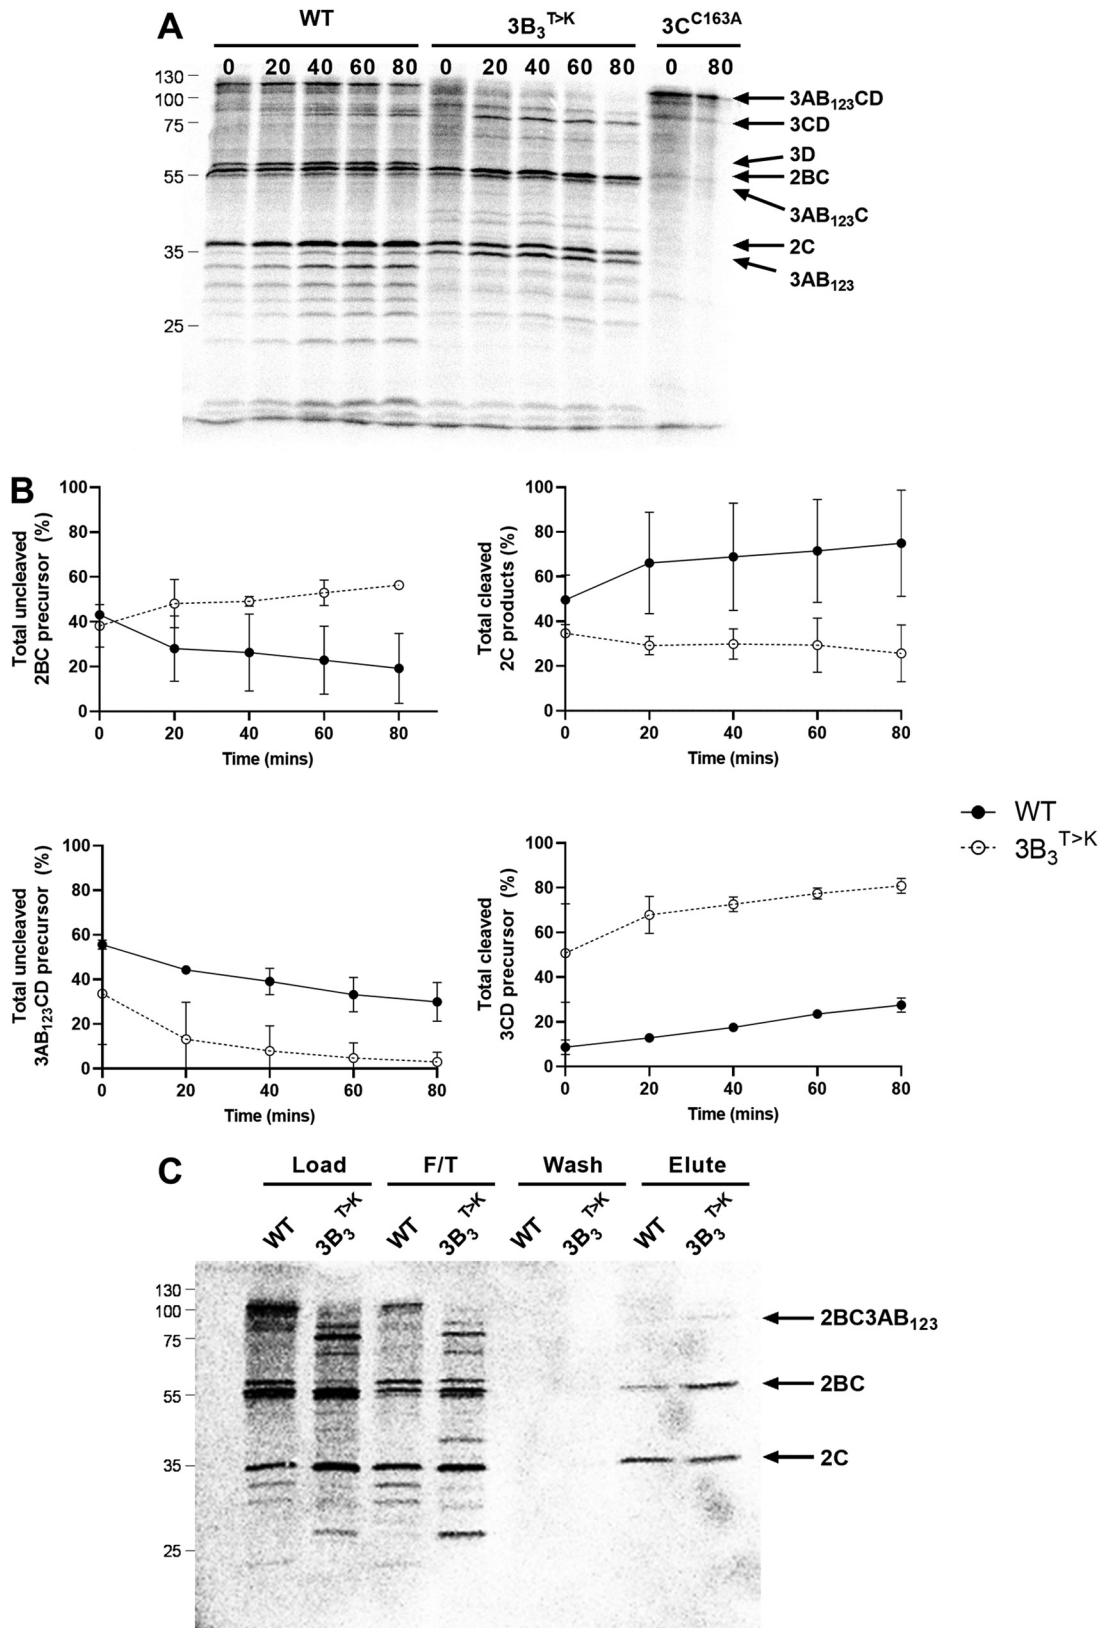 A
WT 3B3T>K 3CC163A
0 20 40 60 80 0 20 40 60 80 0 80
130
100
75
55
35
25
3AB123CD
3CD
3D
2BC
3AB123C
2C
3AB123
B
Total uncleaved
2BC precursor (%)
100
80
60
40
20
0
0 20 40 60 80
Time (mins)
Total cleaved
2C products (%)
100
80
60
40
20
0
0 20 40 60 80
Time (mins)
Total uncleaved
3AB123CD precursor (%)
100
80
60
40
20
0
0 20 40 60 80
Time (mins)
Total cleaved
3CD precursor (%)
100
80
60
40
20
0
0 20 40 60 80
Time (mins)
WT
3B3T>K
C
Load F/T Wash Elute
WT 3B3T>K WT 3B3T>K WT 3B3T>K WT 3B3T>K
130
100
75
55
35
25
2BC3AB123
2BC
2C